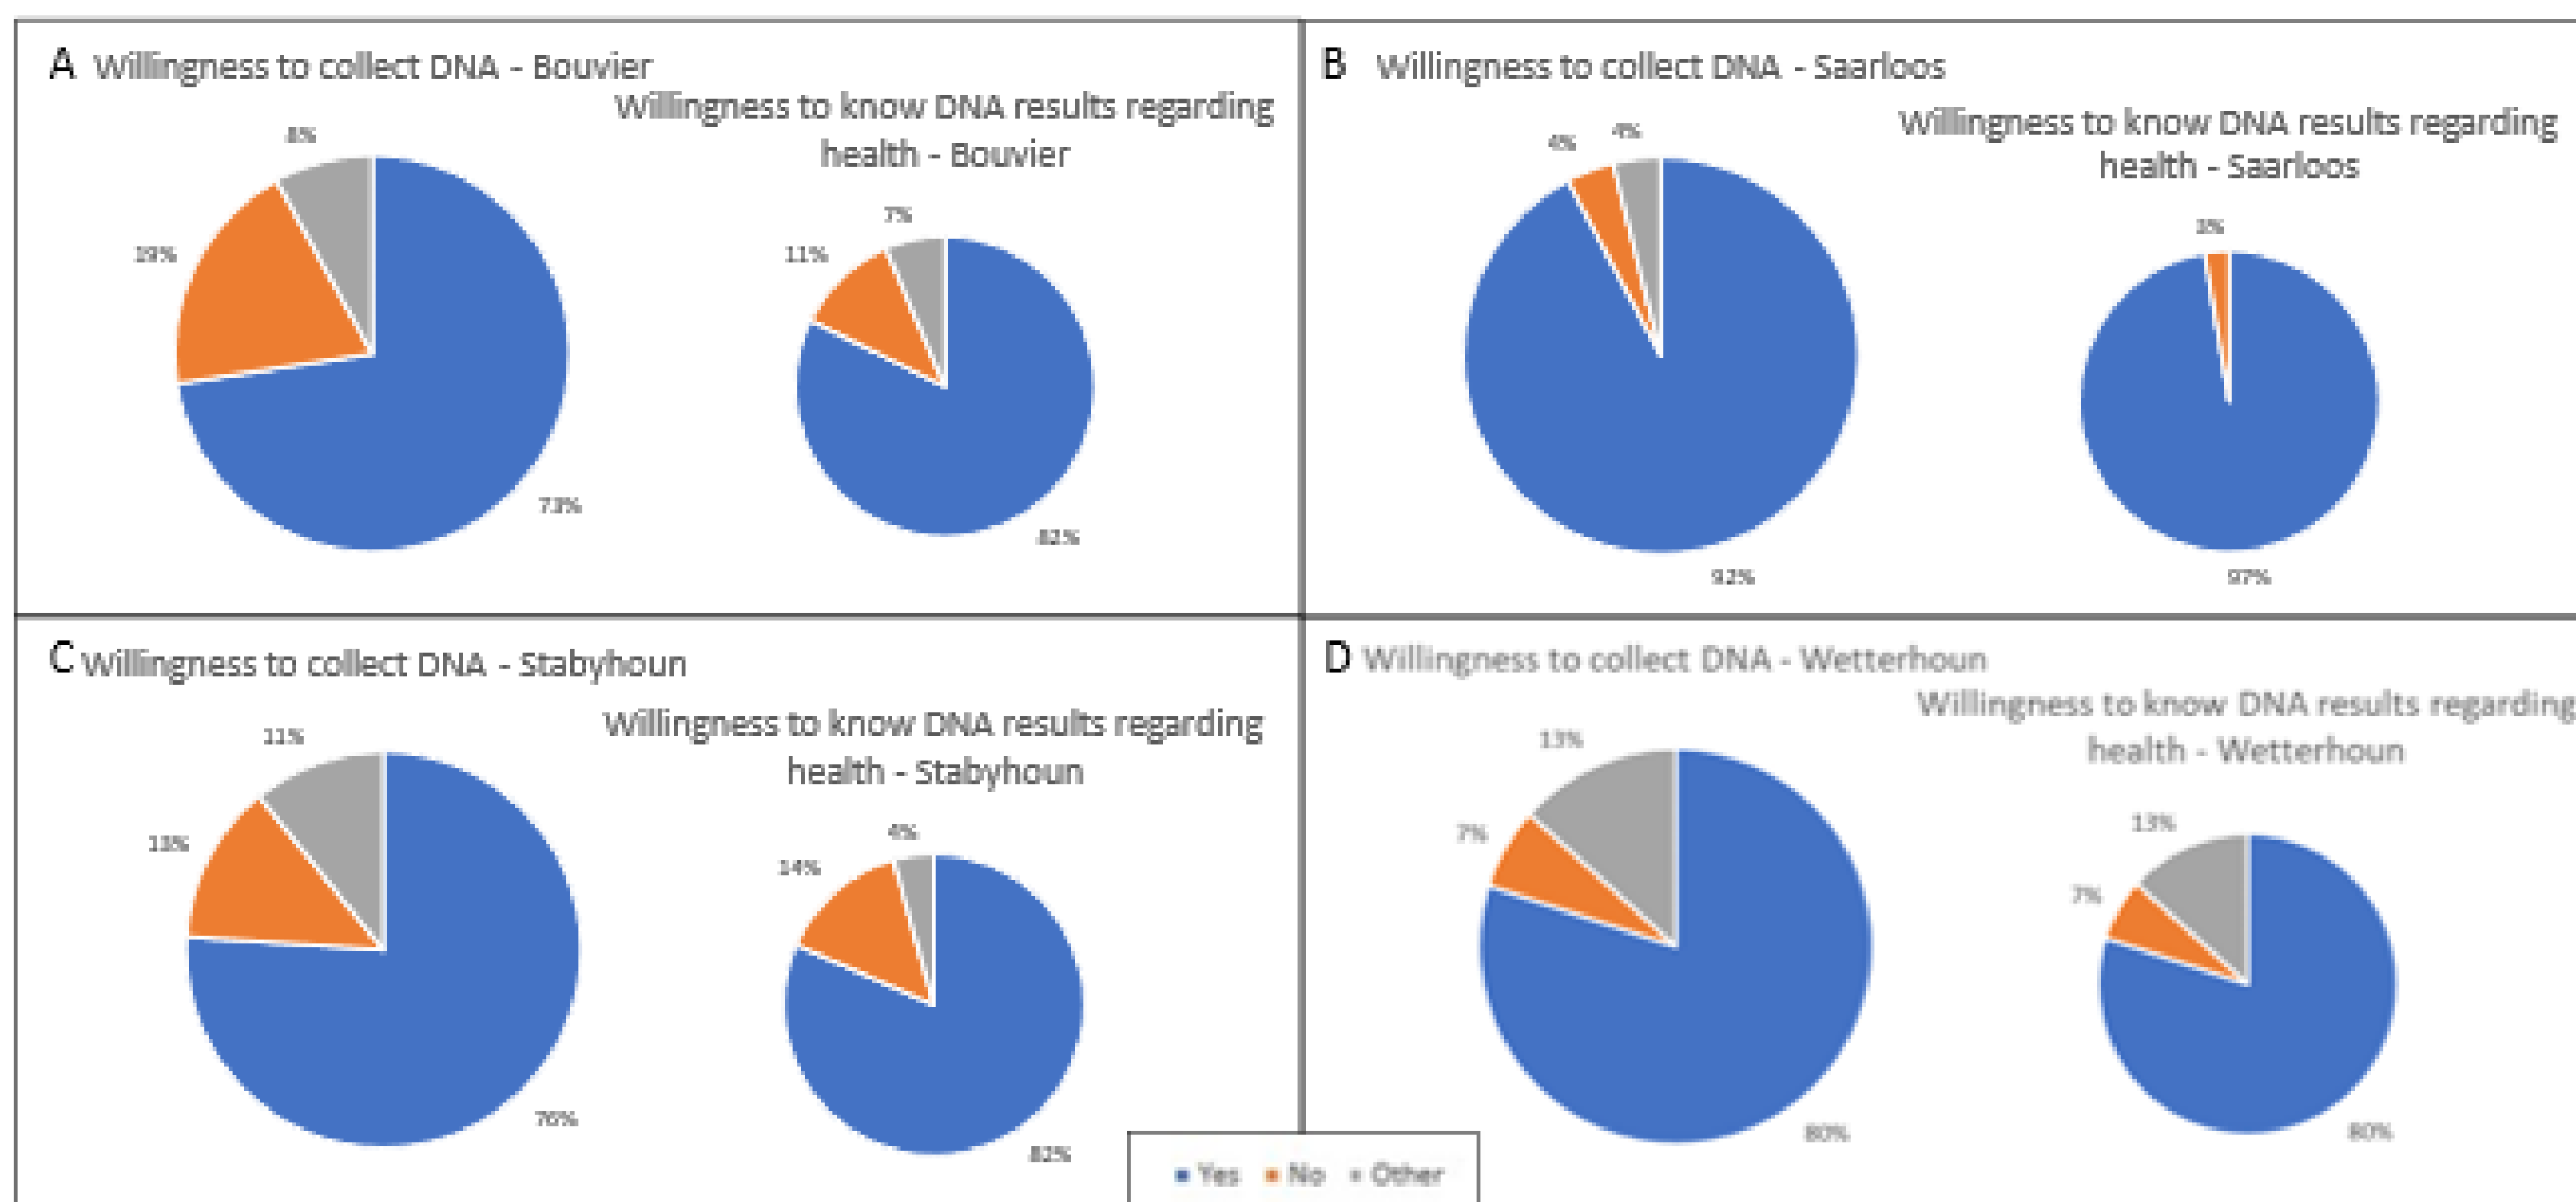 A Willingness to collect DNA - Bouvier
Willingness to know DNA results regarding
health - Bouvier
8%
19%
73%
7%
11%
82%
B Willingness to collect DNA - Saarloos
Willingness to know DNA results regarding
health - Saarloos
4%
4%
92%
3%
97%
C Willingness to collect DNA - Stabyhoun
Willingness to know DNA results regarding
health - Stabyhoun
11%
13%
76%
4%
14%
82%
D Willingness to collect DNA - Wetterhoun
Willingness to know DNA results regarding
health - Wetterhoun
13%
7%
80%
13%
7%
80%
Yes No Other